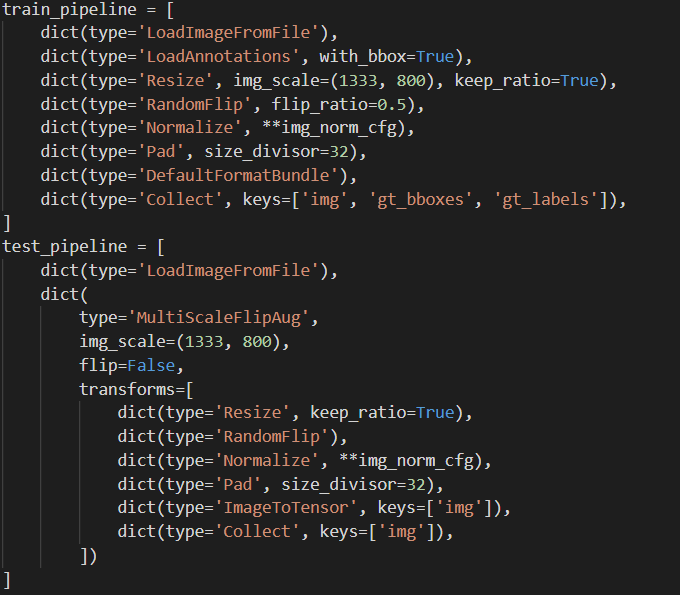 train_pipeline = [
    dict(type='LoadImageFromFile'),
    dict(type='LoadAnnotations', with_bbox=True),
    dict(type='Resize', img_scale=(1333, 800), keep_ratio=True),
    dict(type='RandomFlip', flip_ratio=0.5),
    dict(type='Normalize', **img_norm_cfg),
    dict(type='Pad', size_divisor=32),
    dict(type='DefaultFormatBundle'),
    dict(type='Collect', keys=['img', 'gt_bboxes', 'gt_labels']),
]
test_pipeline = [
    dict(type='LoadImageFromFile'),
    dict(
        type='MultiScaleFlipAug',
        img_scale=(1333, 800),
        flip=False,
        transforms=[
            dict(type='Resize', keep_ratio=True),
            dict(type='RandomFlip'),
            dict(type='Normalize', **img_norm_cfg),
            dict(type='Pad', size_divisor=32),
            dict(type='ImageToTensor', keys=['img']),
            dict(type='Collect', keys=['img']),
        ])
]